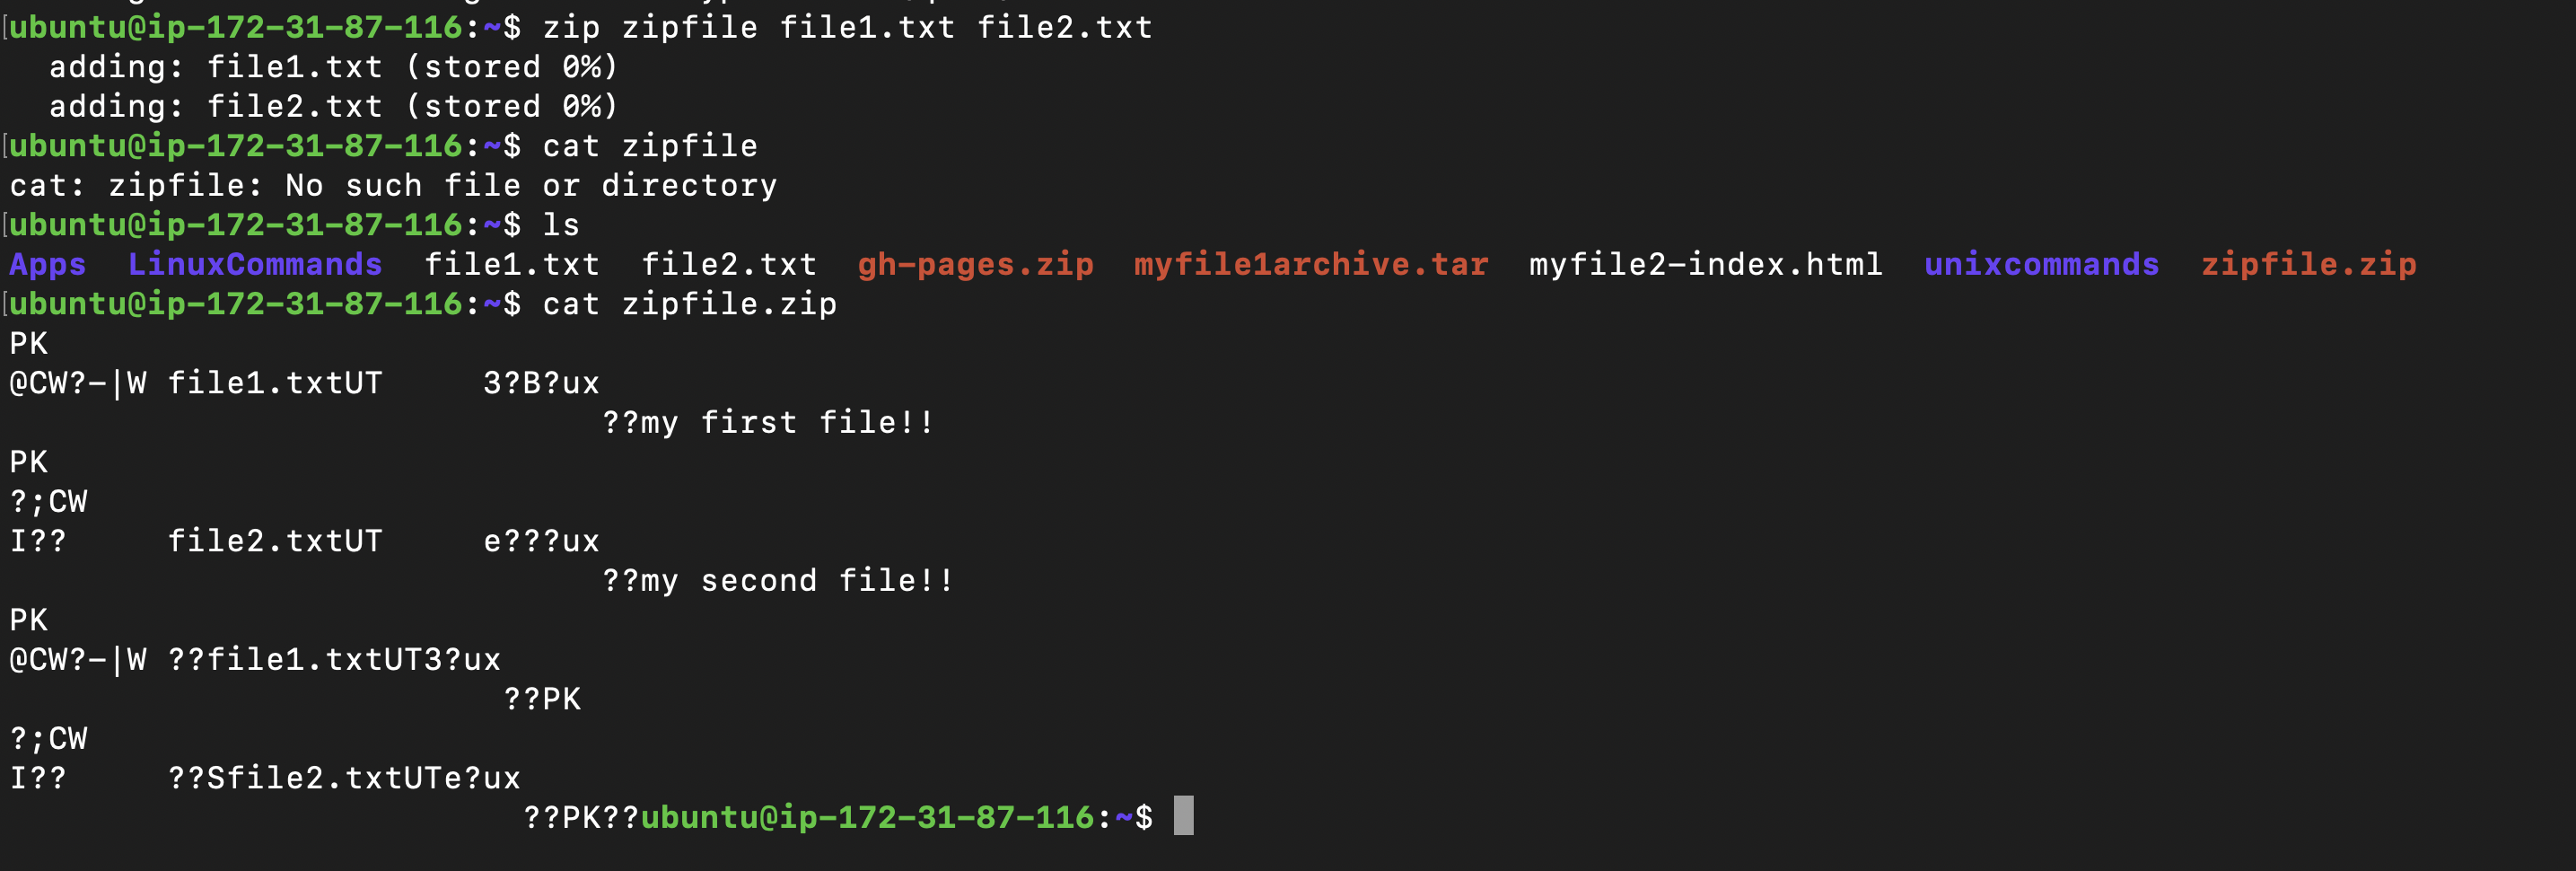 ubuntu@ip-172-31-87-116:~$ zip zipfile file1.txt file2.txt
  adding: file1.txt (stored 0%)
  adding: file2.txt (stored 0%)
ubuntu@ip-172-31-87-116:~$ cat zipfile
cat: zipfile: No such file or directory
ubuntu@ip-172-31-87-116:~$ ls
Apps  LinuxCommands  file1.txt  file2.txt  gh-pages.zip  myfile1archive.tar  myfile2-index.html  unixcommands  zipfile.zip
ubuntu@ip-172-31-87-116:~$ cat zipfile.zip
PK
@CW?-|W file1.txtUT     3?B?ux
                              ??my first file!!
PK
?;CW
I??     file2.txtUT     e???ux
                              ??my second file!!
PK
@CW?-|W ??file1.txtUT3?ux
                         ??PK
?;CW
I??     ??Sfile2.txtUTe?ux
                          ??PK??ubuntu@ip-172-31-87-116:~$